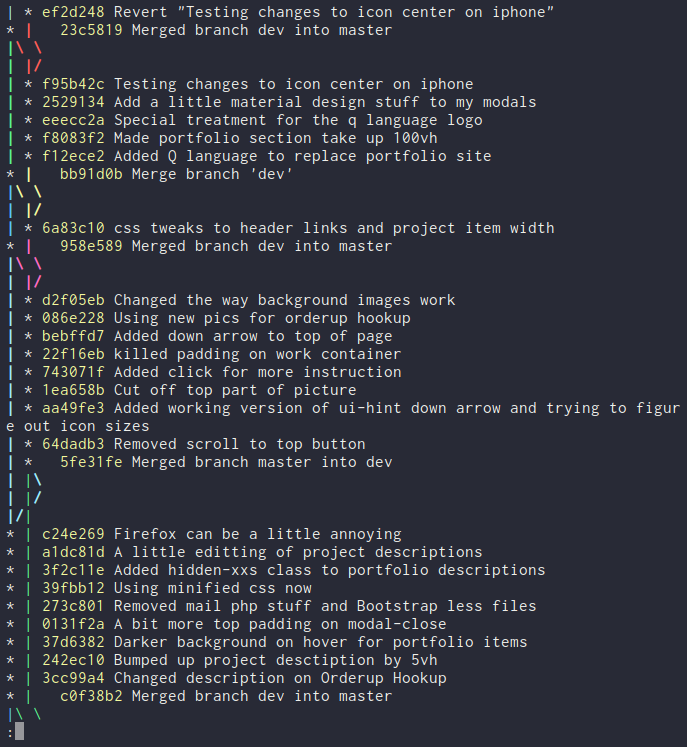 | * ef2d248 Revert "Testing changes to icon center on iphone"
* |   23c5819 Merged branch dev into master
|\ \
| |/
| * f95b42c Testing changes to icon center on iphone
| * 2529134 Add a little material design stuff to my modals
| * eeecc2a Special treatment for the q language logo
| * f8083f2 Made portfolio section take up 100vh
| * f12ece2 Added Q language to replace portfolio site
* |   bb91d0b Merge branch 'dev'
|\ \
| |/
| * 6a83c10 css tweaks to header links and project item width
* |   958e589 Merged branch dev into master
|\ \
| |/
| * d2f05eb Changed the way background images work
| * 086e228 Using new pics for orderup hookup
| * bebffd7 Added down arrow to top of page
| * 22f16eb killed padding on work container
| * 743071f Added click for more instruction
| * 1ea658b Cut off top part of picture
| * aa49fe3 Added working version of ui-hint down arrow and trying to figur
e out icon sizes
| * 64dadb3 Removed scroll to top button
| *   5fe31fe Merged branch master into dev
| |\
| |/
|/|
* | c24e269 Firefox can be a little annoying
* | a1dc81d A little editting of project descriptions
* | 3f2c11e Added hidden-xxs class to portfolio descriptions
* | 39fbb12 Using minified css now
* | 273c801 Removed mail php stuff and Bootstrap less files
* | 0131f2a A bit more top padding on modal-close
* | 37d6382 Darker background on hover for portfolio items
* | 242ec10 Bumped up project desctiption by 5vh
* | 3cc99a4 Changed description on Orderup Hookup
* |   c0f38b2 Merged branch dev into master
|\ \
: